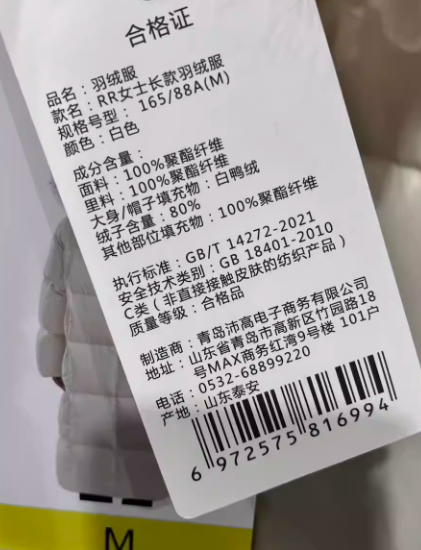 合格证
品名：羽绒服
款名：RR女士长款羽绒服
规格号型：165/88A(M)
颜色：白色
成分含量：
面料：100%聚酯纤维
里料：100%聚酯纤维
大身/帽子填充物：白鸭绒
绒子含量：80%
其他部位填充物：100%聚酯纤维
执行标准：GB/T 14272-2021
安全技术类别：GB 18401-2010
C类（非直接接触皮肤的纺织产品）
质量等级：合格品
制造商：青岛沛高电子商务有限公司
地址：山东省青岛市高新区竹园路18
号MAX商务红湾9号楼 101户
电话：0532-68899220
产地：山东泰安
6 972575 816994
M